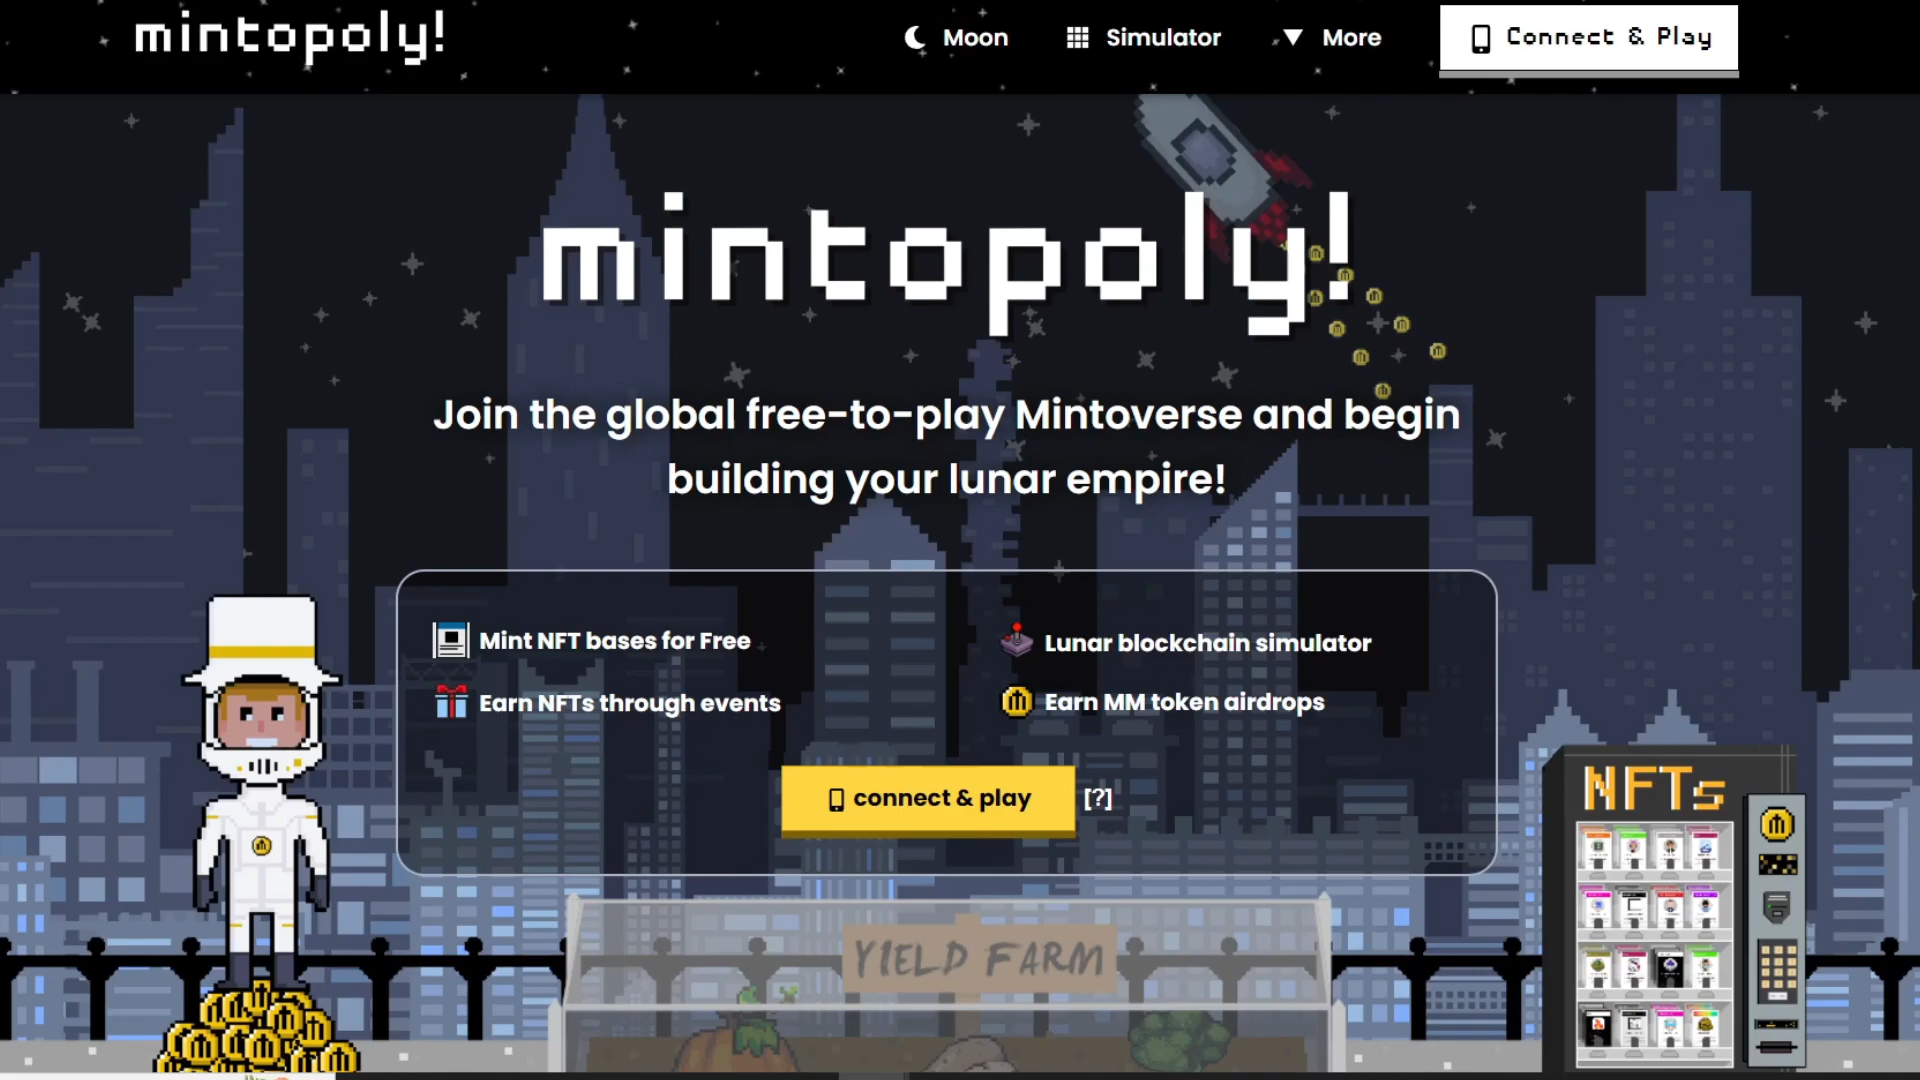 mintopoly!
Moon
Simulator
More
Connect & Play
mintopoly!
Join the global free-to-play Mintoverse and begin
building your lunar empire!
Mint NFT bases for Free
Lunar blockchain simulator
Earn NFTs through events
Earn MM token airdrops
connect & play [?]
NFTs
YIELD FARM